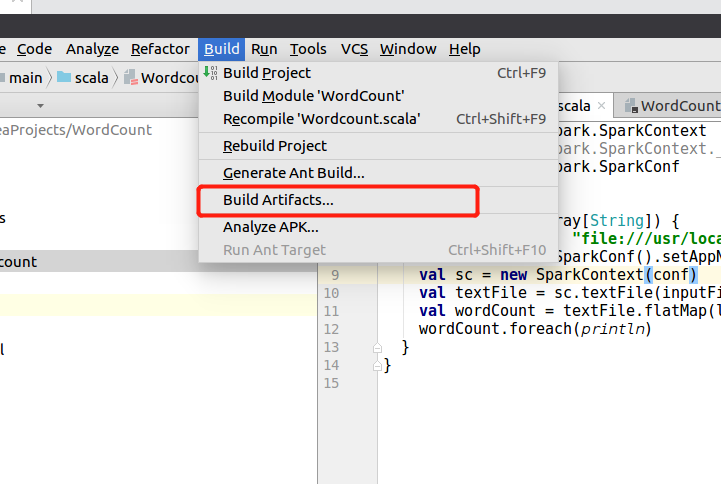 e Code Analyze Refactor Build Run Tools VCS Window Help
main scala Wordcou
Build Project Ctrl+F9
Build Module 'WordCount'
Recompile 'Wordcount.scala' Ctrl+Shift+F9
Rebuild Project
Generate Ant Build...
Build Artifacts...
Analyze APK...
Run Ant Target Ctrl+Shift+F10
eaProjects/WordCount
s
count
l
scala × WordCount
park.SparkContext
park.SparkContext._
park.SparkConf
ray[String]) {
"file:///usr/loca
SparkConf().setAppN
9 val sc = new SparkContext(conf)
10 val textFile = sc.textFile(inputFi
11 val wordCount = textFile.flatMap(l
12 wordCount.foreach(println)
13 }
14 }
15